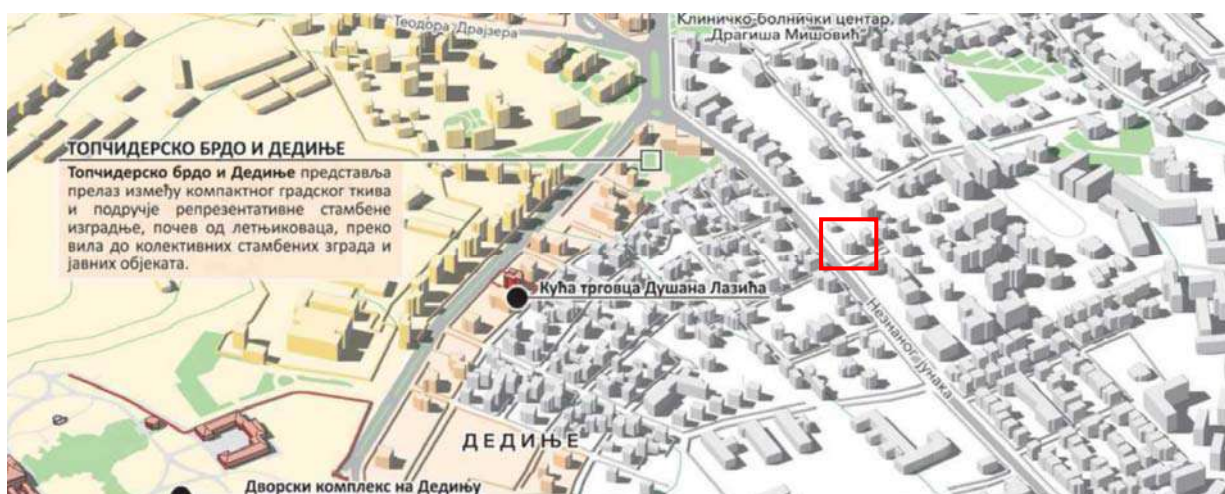 Теодора Драјзера
Клиничко-болнички центар
„Драгиша Мишовић“
ТОПЧИДЕРСКО БРДО И ДЕДИЊЕ
Топчидерско брдо и Дедиње представља
прелаз између компактног градског ткива
и подручје репрезентативне стамбене
изградње, почев од летњиковаца, преко
вила до колективних стамбених зграда и
јавних објеката.
Кућа трговца Душана Лазића
Незнаног јунака
ДЕДИЊЕ
Дворски комплекс на Дедињу